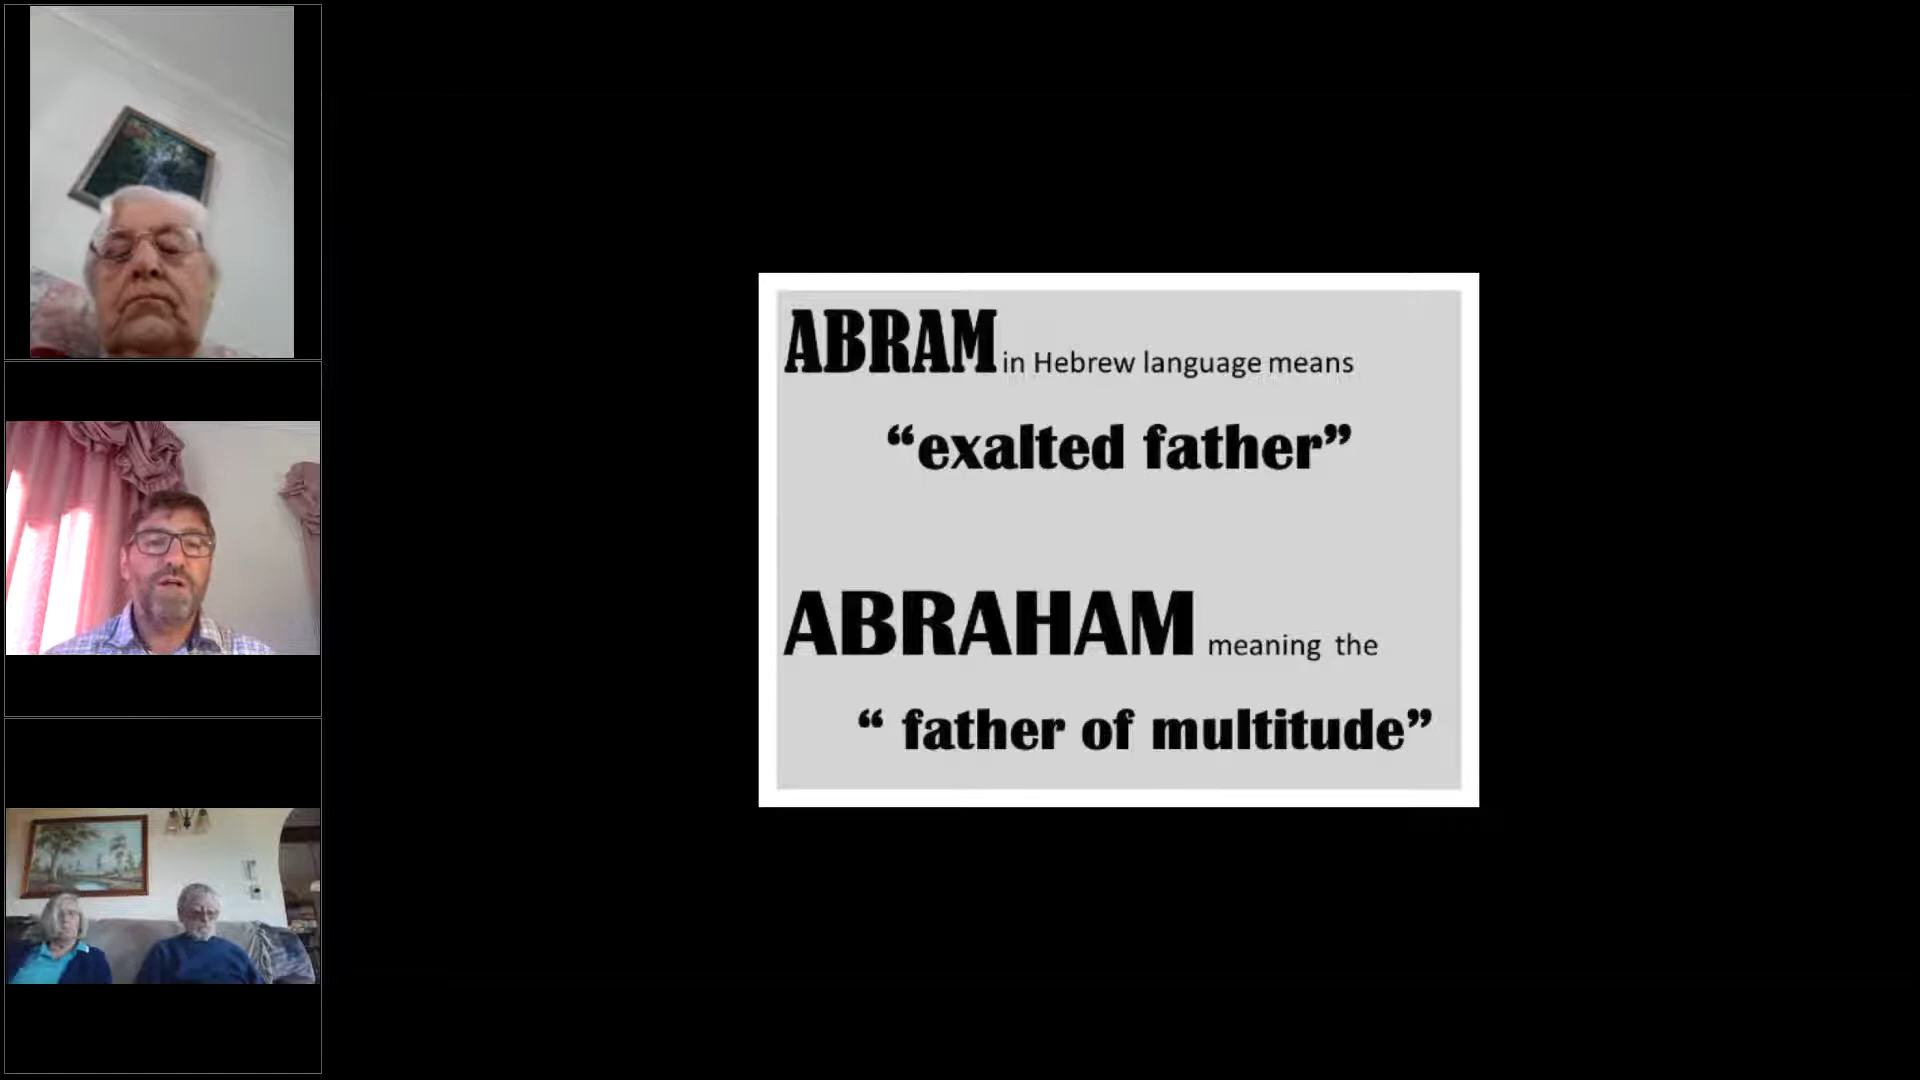 ABRAM in Hebrew language means
“exalted father”
ABRAHAM meaning the
“ father of multitude”